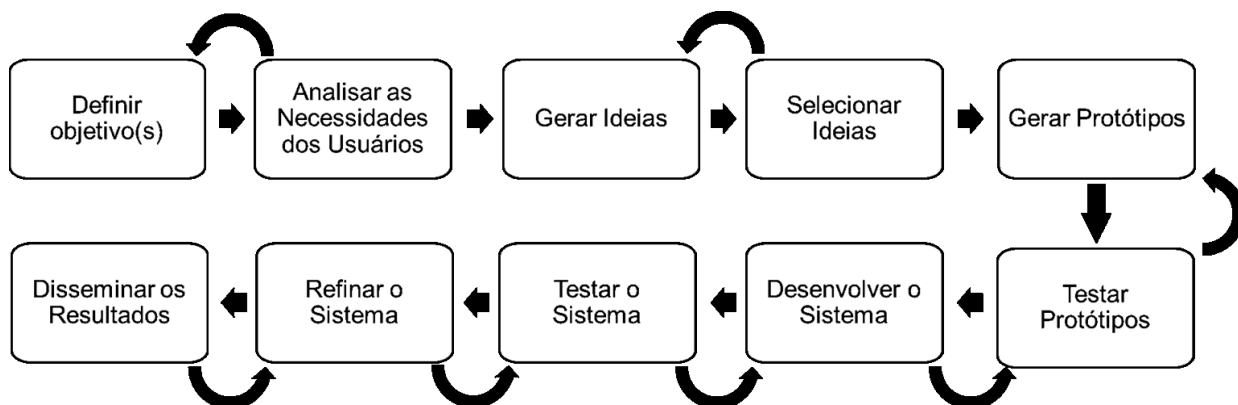 Definir
objetivo(s)
Analisar as
Necessidades
dos Usuários
Gerar Ideias
Selecionar
Ideias
Gerar Protótipos
Testar
Protótipos
Desenvolver o
Sistema
Testar o
Sistema
Refinar o
Sistema
Disseminar os
Resultados